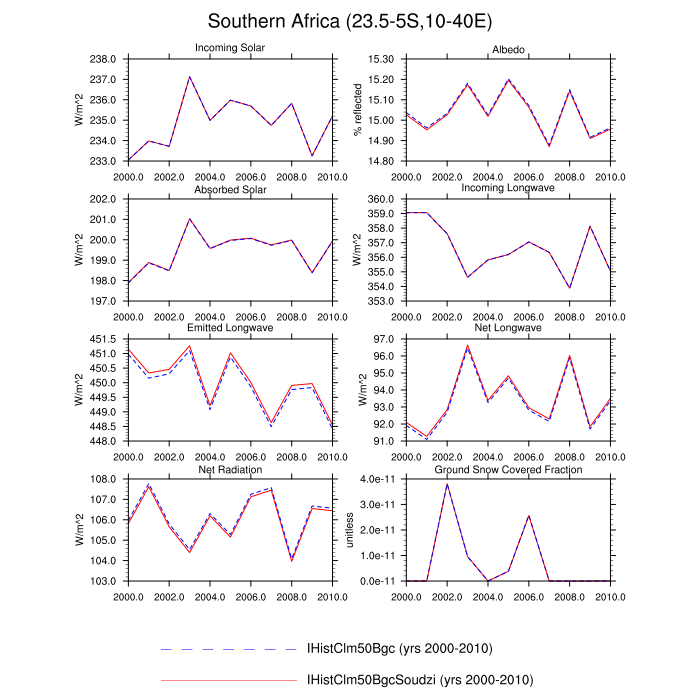 Southern Africa (23.5-5S,10-40E)
Incoming Solar
W/m^2
238.0
237.0
236.0
235.0
234.0
233.0
2000.0 2002.0 2004.0 2006.0 2008.0 2010.0
Albedo
% reflected
15.30
15.20
15.10
15.00
14.90
14.80
2000.0 2002.0 2004.0 2006.0 2008.0 2010.0
Absorbed Solar
W/m^2
202.0
201.0
200.0
199.0
198.0
197.0
2000.0 2002.0 2004.0 2006.0 2008.0 2010.0
Incoming Longwave
W/m^2
360.0
359.0
358.0
357.0
356.0
355.0
354.0
353.0
2000.0 2002.0 2004.0 2006.0 2008.0 2010.0
Emitted Longwave
W/m^2
451.5
451.0
450.5
450.0
449.5
449.0
448.5
448.0
2000.0 2002.0 2004.0 2006.0 2008.0 2010.0
Net Longwave
W/m^2
97.0
96.0
95.0
94.0
93.0
92.0
91.0
2000.0 2002.0 2004.0 2006.0 2008.0 2010.0
Net Radiation
W/m^2
108.0
107.0
106.0
105.0
104.0
103.0
2000.0 2002.0 2004.0 2006.0 2008.0 2010.0
Ground Snow Covered Fraction
unitless
4.0e-11
3.0e-11
2.0e-11
1.0e-11
0.0e-11
2000.0 2002.0 2004.0 2006.0 2008.0 2010.0
IHistClm50Bgc (yrs 2000-2010)
IHistClm50BgcSoudzi (yrs 2000-2010)